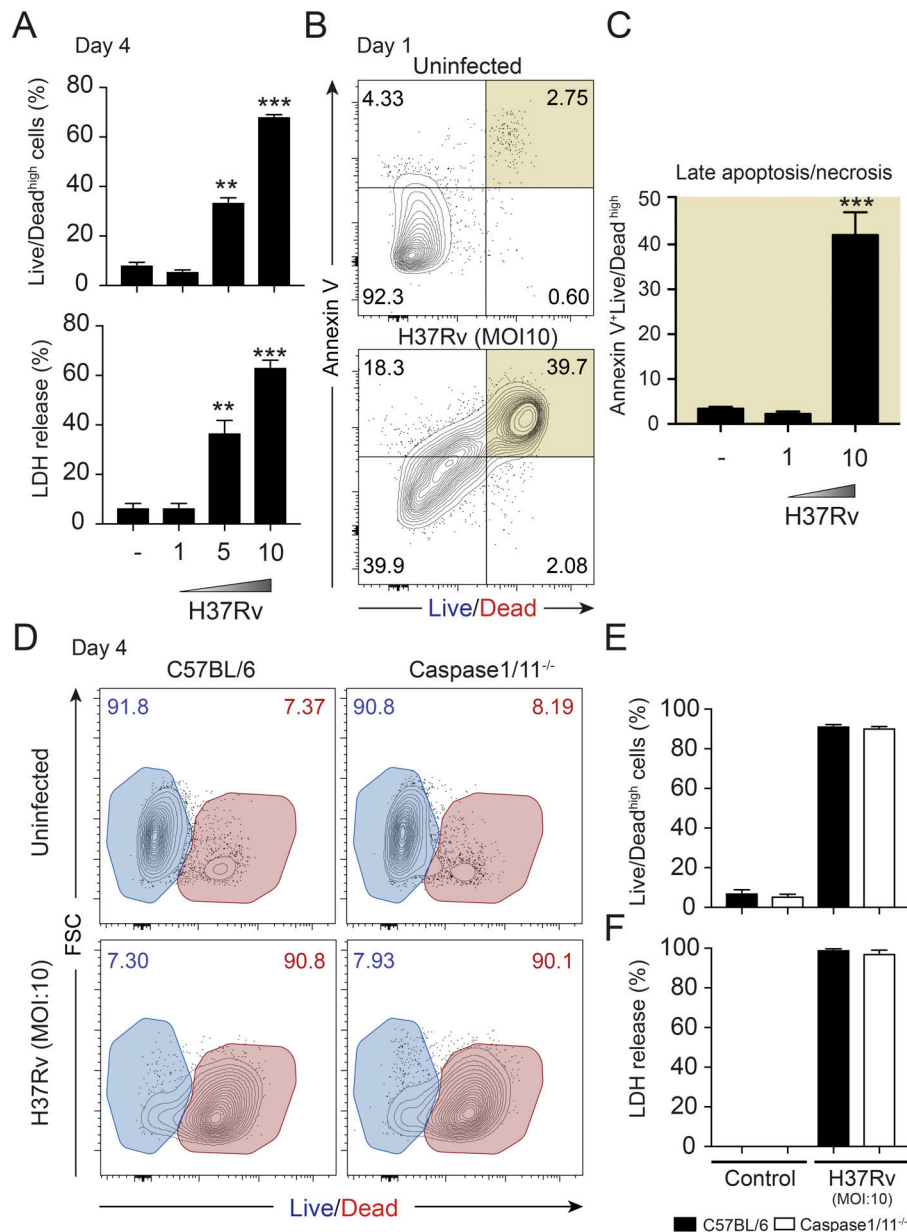 A
Day 4
80
60
40
20
0
Live/Dead^high cells (%)
**
***
80
60
40
20
0
LDH release (%)
**
***
- 1 5 10
H37Rv
B
Day 1
Uninfected
4.33 2.75
92.3 0.60
H37Rv (MOI10)
18.3 39.7
39.9 2.08
Annexin V
Live/Dead
C
Late apoptosis/necrosis
50
40
30
20
10
0
Annexin V⁺Live/Dead^high
***
- 1 10
H37Rv
D
Day 4
C57BL/6 Caspase1/11⁻/⁻
Uninfected
91.8 7.37
90.8 8.19
H37Rv (MOI:10)
7.30 90.8
7.93 90.1
FSC
Live/Dead
E
100
80
60
40
20
0
Live/Dead^high cells (%)
F
100
80
60
40
20
0
LDH release (%)
Control H37Rv
(MOI:10)
C57BL/6 Caspase1/11⁻/⁻